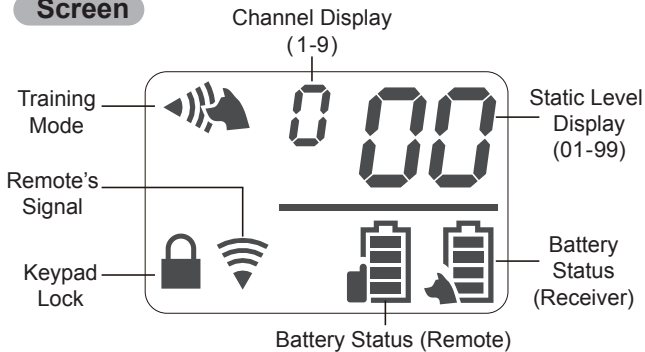 Screen
Channel Display
(1-9)
Training
Mode
0
00
Static Level
Display
(01-99)
Remote's
Signal
Keypad
Lock
Battery
Status
(Receiver)
Battery Status (Remote)